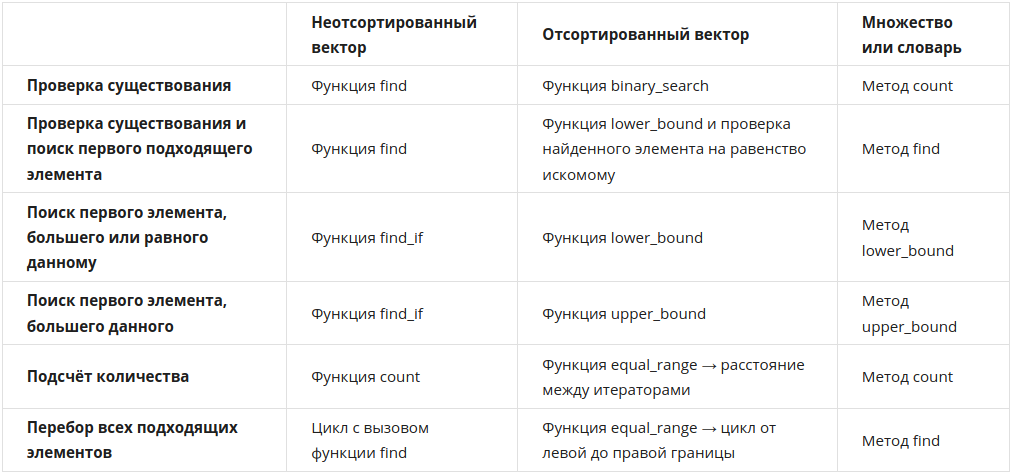 Неотсортированный
вектор
Отсортированный вектор
Множество
или словарь
Проверка существования
Функция find
Функция binary_search
Метод count
Проверка существования и
поиск первого подходящего
элемента
Функция find
Функция lower_bound и проверка
найденного элемента на равенство
искомому
Метод find
Поиск первого элемента,
большего или равного
данному
Функция find_if
Функция lower_bound
Метод
lower_bound
Поиск первого элемента,
большего данного
Функция find_if
Функция upper_bound
Метод
upper_bound
Подсчёт количества
Функция count
Функция equal_range → расстояние
между итераторами
Метод count
Перебор всех подходящих
элементов
Цикл с вызовом
функции find
Функция equal_range → цикл от
левой до правой границы
Метод find